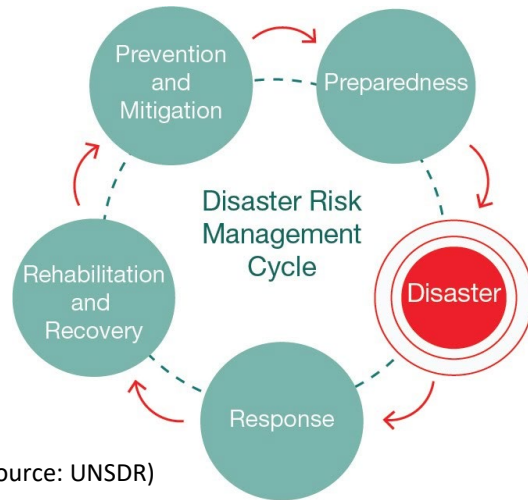 Prevention
and
Mitigation
Preparedness
Disaster Risk
Management
Cycle
Disaster
Rehabilitation
and
Recovery
Response
ource: UNSDR)